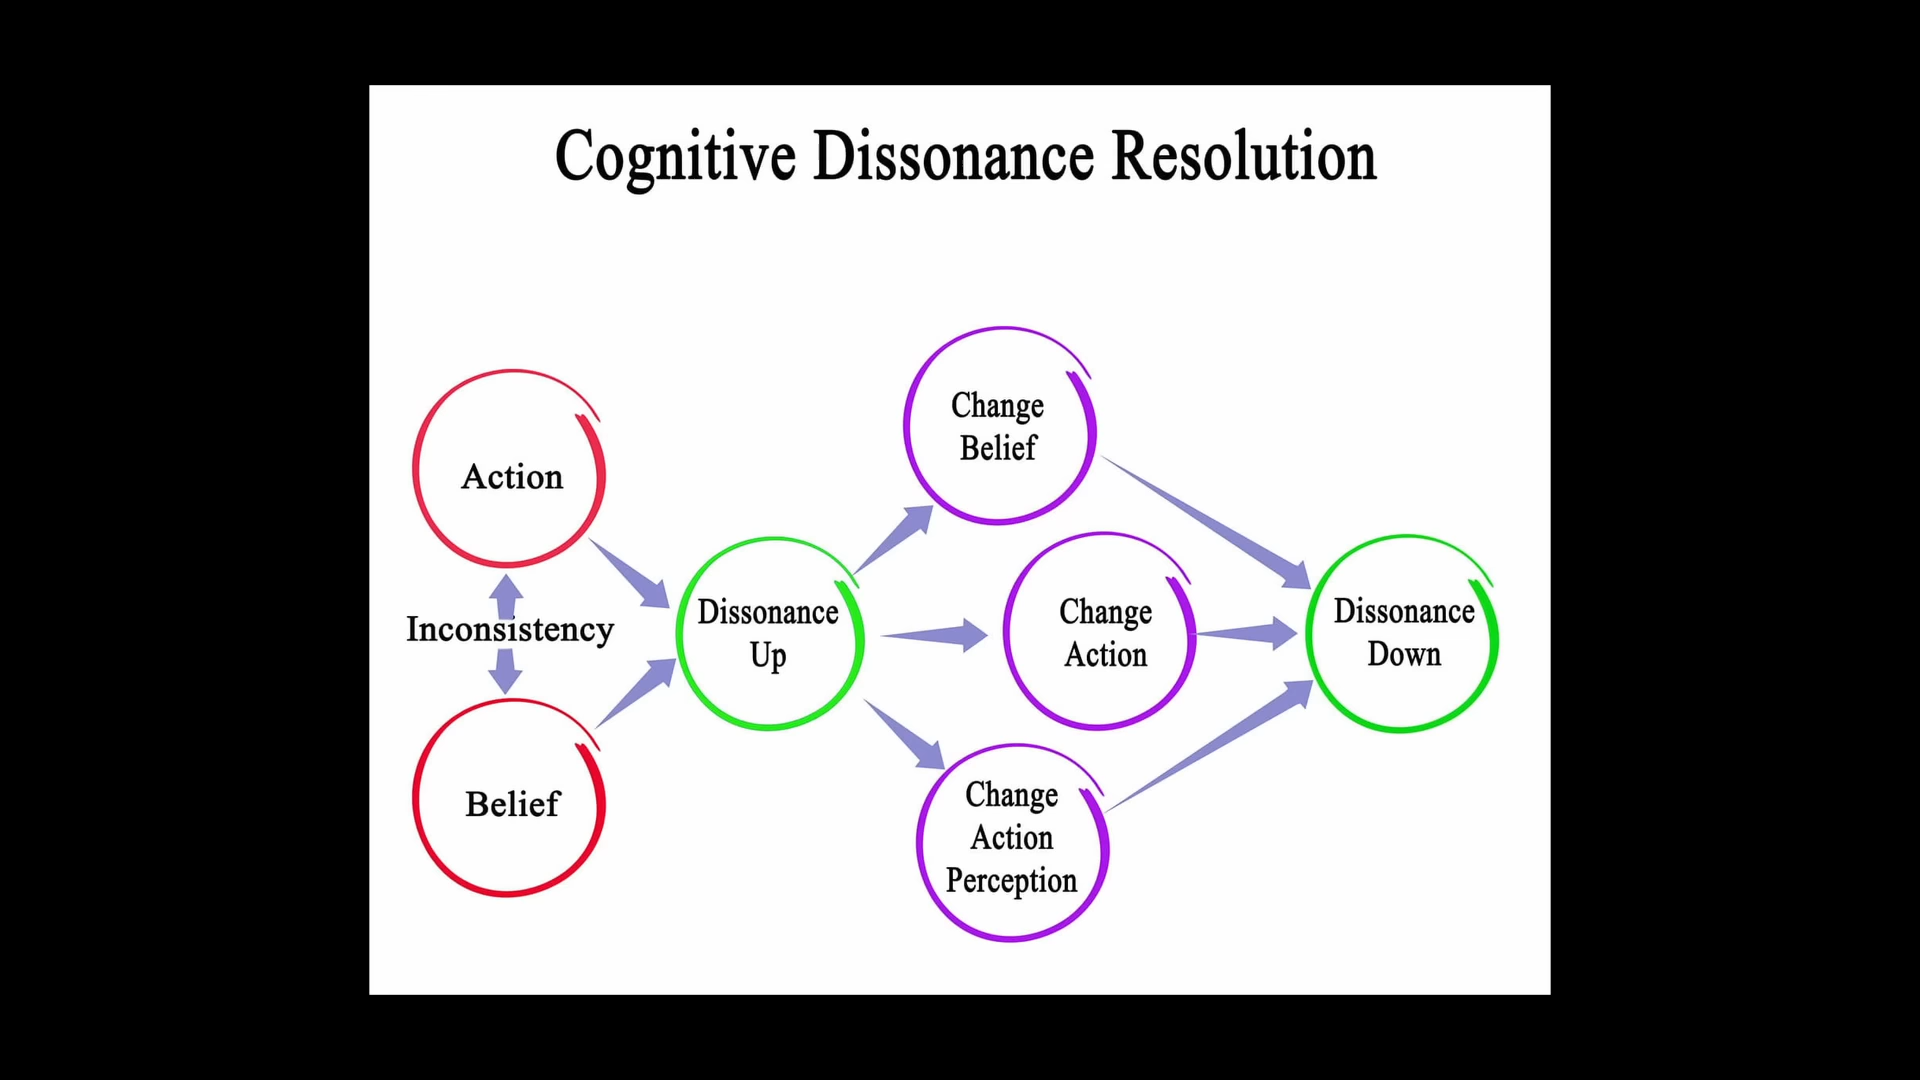 Cognitive Dissonance Resolution
Action
Inconsistency
Belief
Dissonance
Up
Change
Belief
Change
Action
Change
Action
Perception
Dissonance
Down